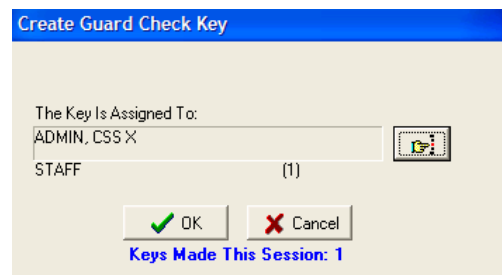 Create Guard Check Key
The Key Is Assigned To:
ADMIN, CSS X
STAFF (1)
OK Cancel
Keys Made This Session: 1